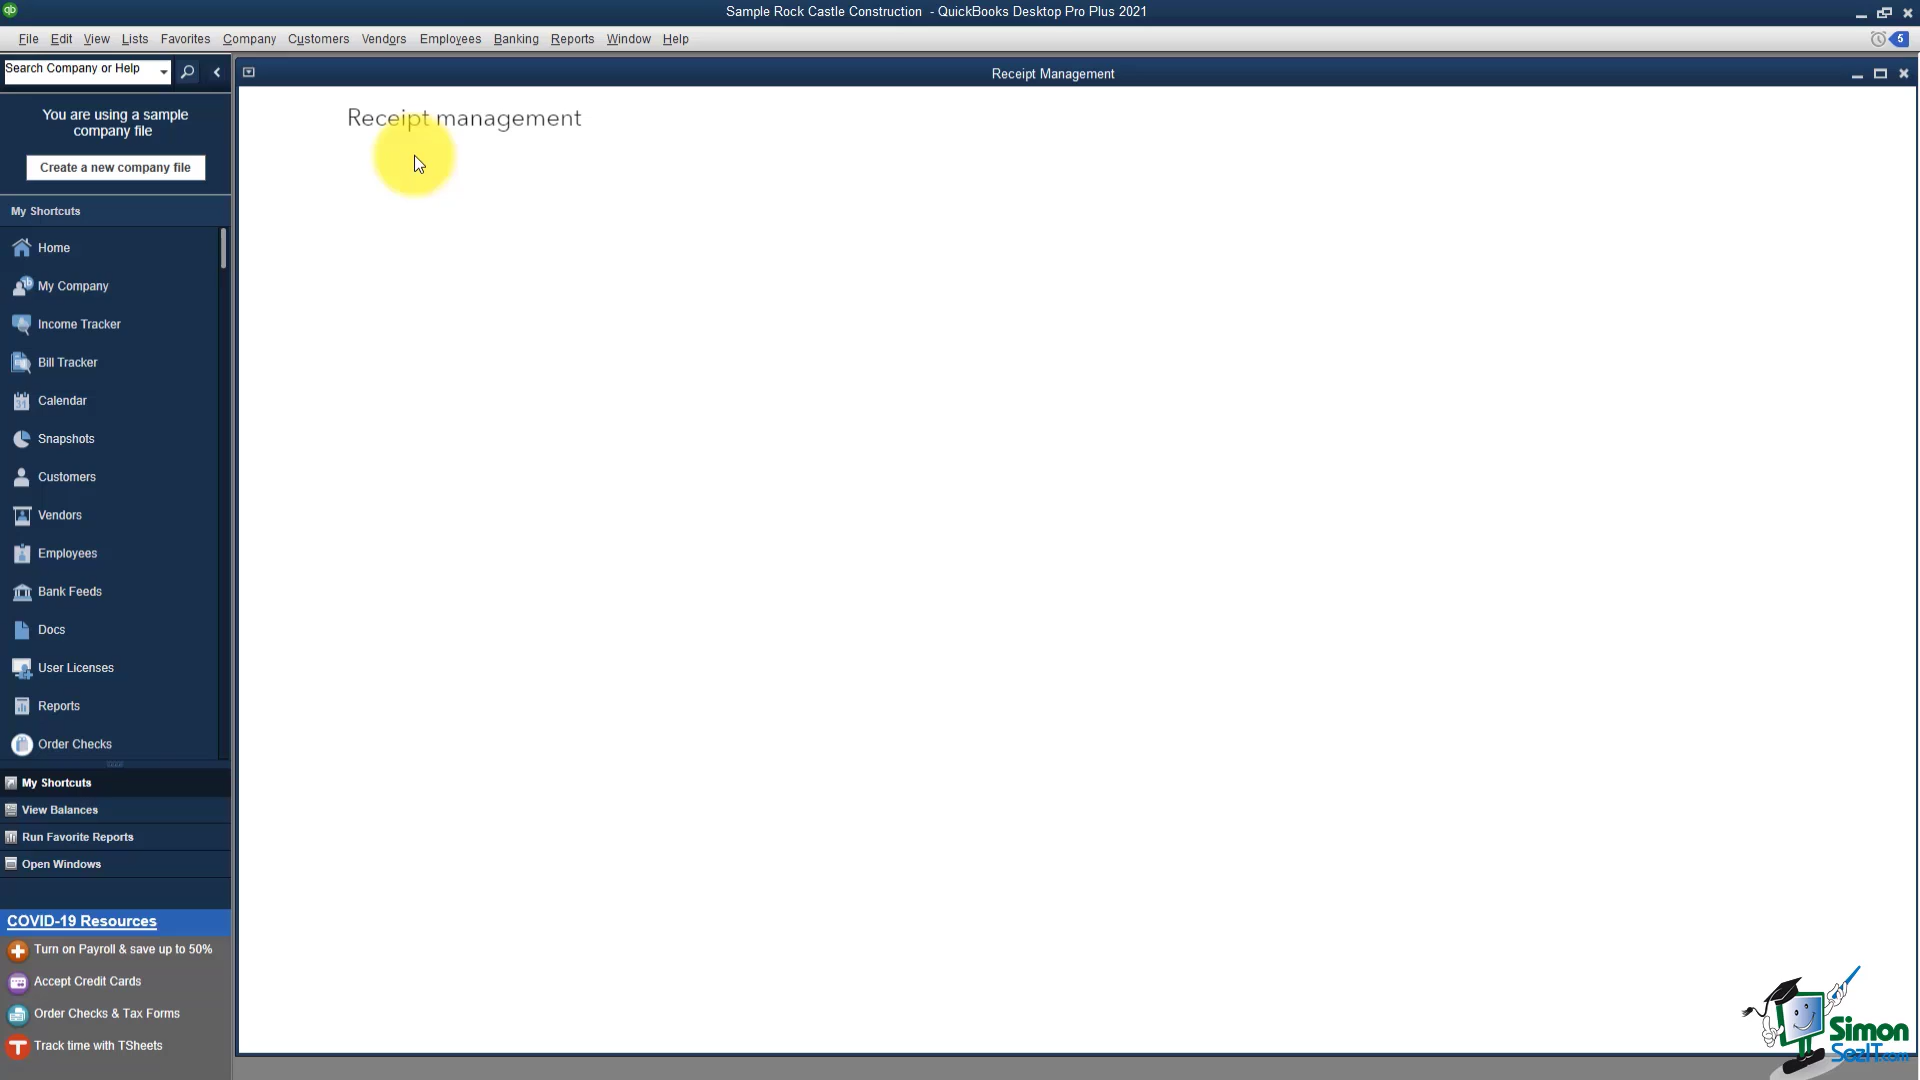 Sample Rock Castle Construction - QuickBooks Desktop Pro Plus 2021
File Edit View Lists Favorites Company Customers Vendors Employees Banking Reports Window Help
5
Search Company or Help
Receipt Management
You are using a sample
company file
Create a new company file
Receipt management
My Shortcuts
Home
My Company
Income Tracker
Bill Tracker
Calendar
Snapshots
Customers
Vendors
Employees
Bank Feeds
Docs
User Licenses
Reports
Order Checks
My Shortcuts
View Balances
Run Favorite Reports
Open Windows
COVID-19 Resources
Turn on Payroll & save up to 50%
Accept Credit Cards
Order Checks & Tax Forms
Track time with TSheets
Simon
SezIT.com